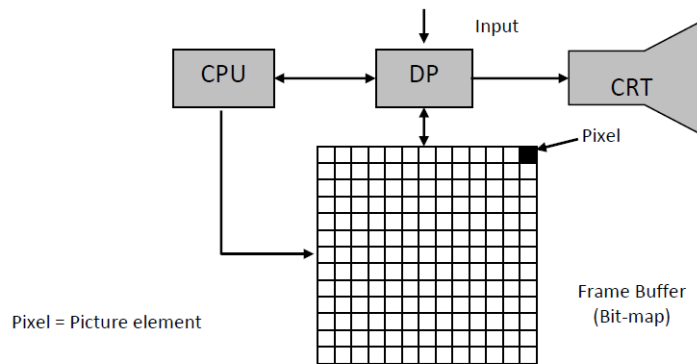 Input
CPU
DP
CRT
Pixel
Frame Buffer
(Bit-map)
Pixel = Picture element